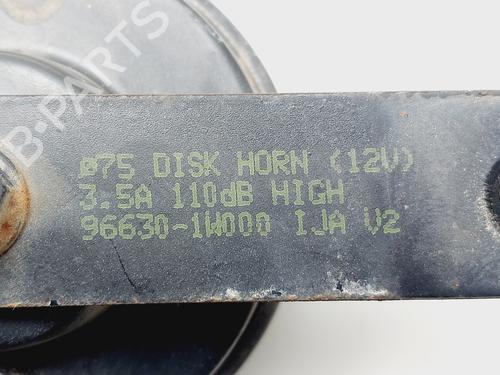 B-PARTS
ø75 DISK HORN (12V)
3.5A 110dB HIGH
96630-1W000 IJA V2